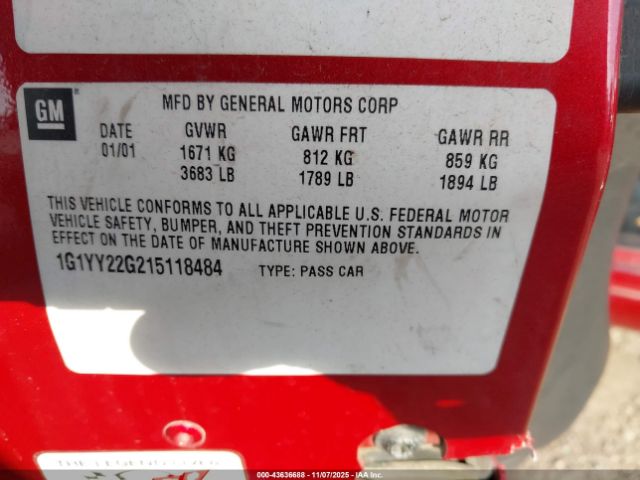 GM
MFD BY GENERAL MOTORS CORP
DATE GVWR GAWR FRT GAWR RR
01/01 1671 KG 812 KG 859 KG
3683 LB 1789 LB 1894 LB
THIS VEHICLE CONFORMS TO ALL APPLICABLE U.S. FEDERAL MOTOR
VEHICLE SAFETY, BUMPER, AND THEFT PREVENTION STANDARDS IN
EFFECT ON THE DATE OF MANUFACTURE SHOWN ABOVE.
1G1YY22G215118484 TYPE: PASS CAR
000-43636688 | 11/07/2025 - IAAI.COM